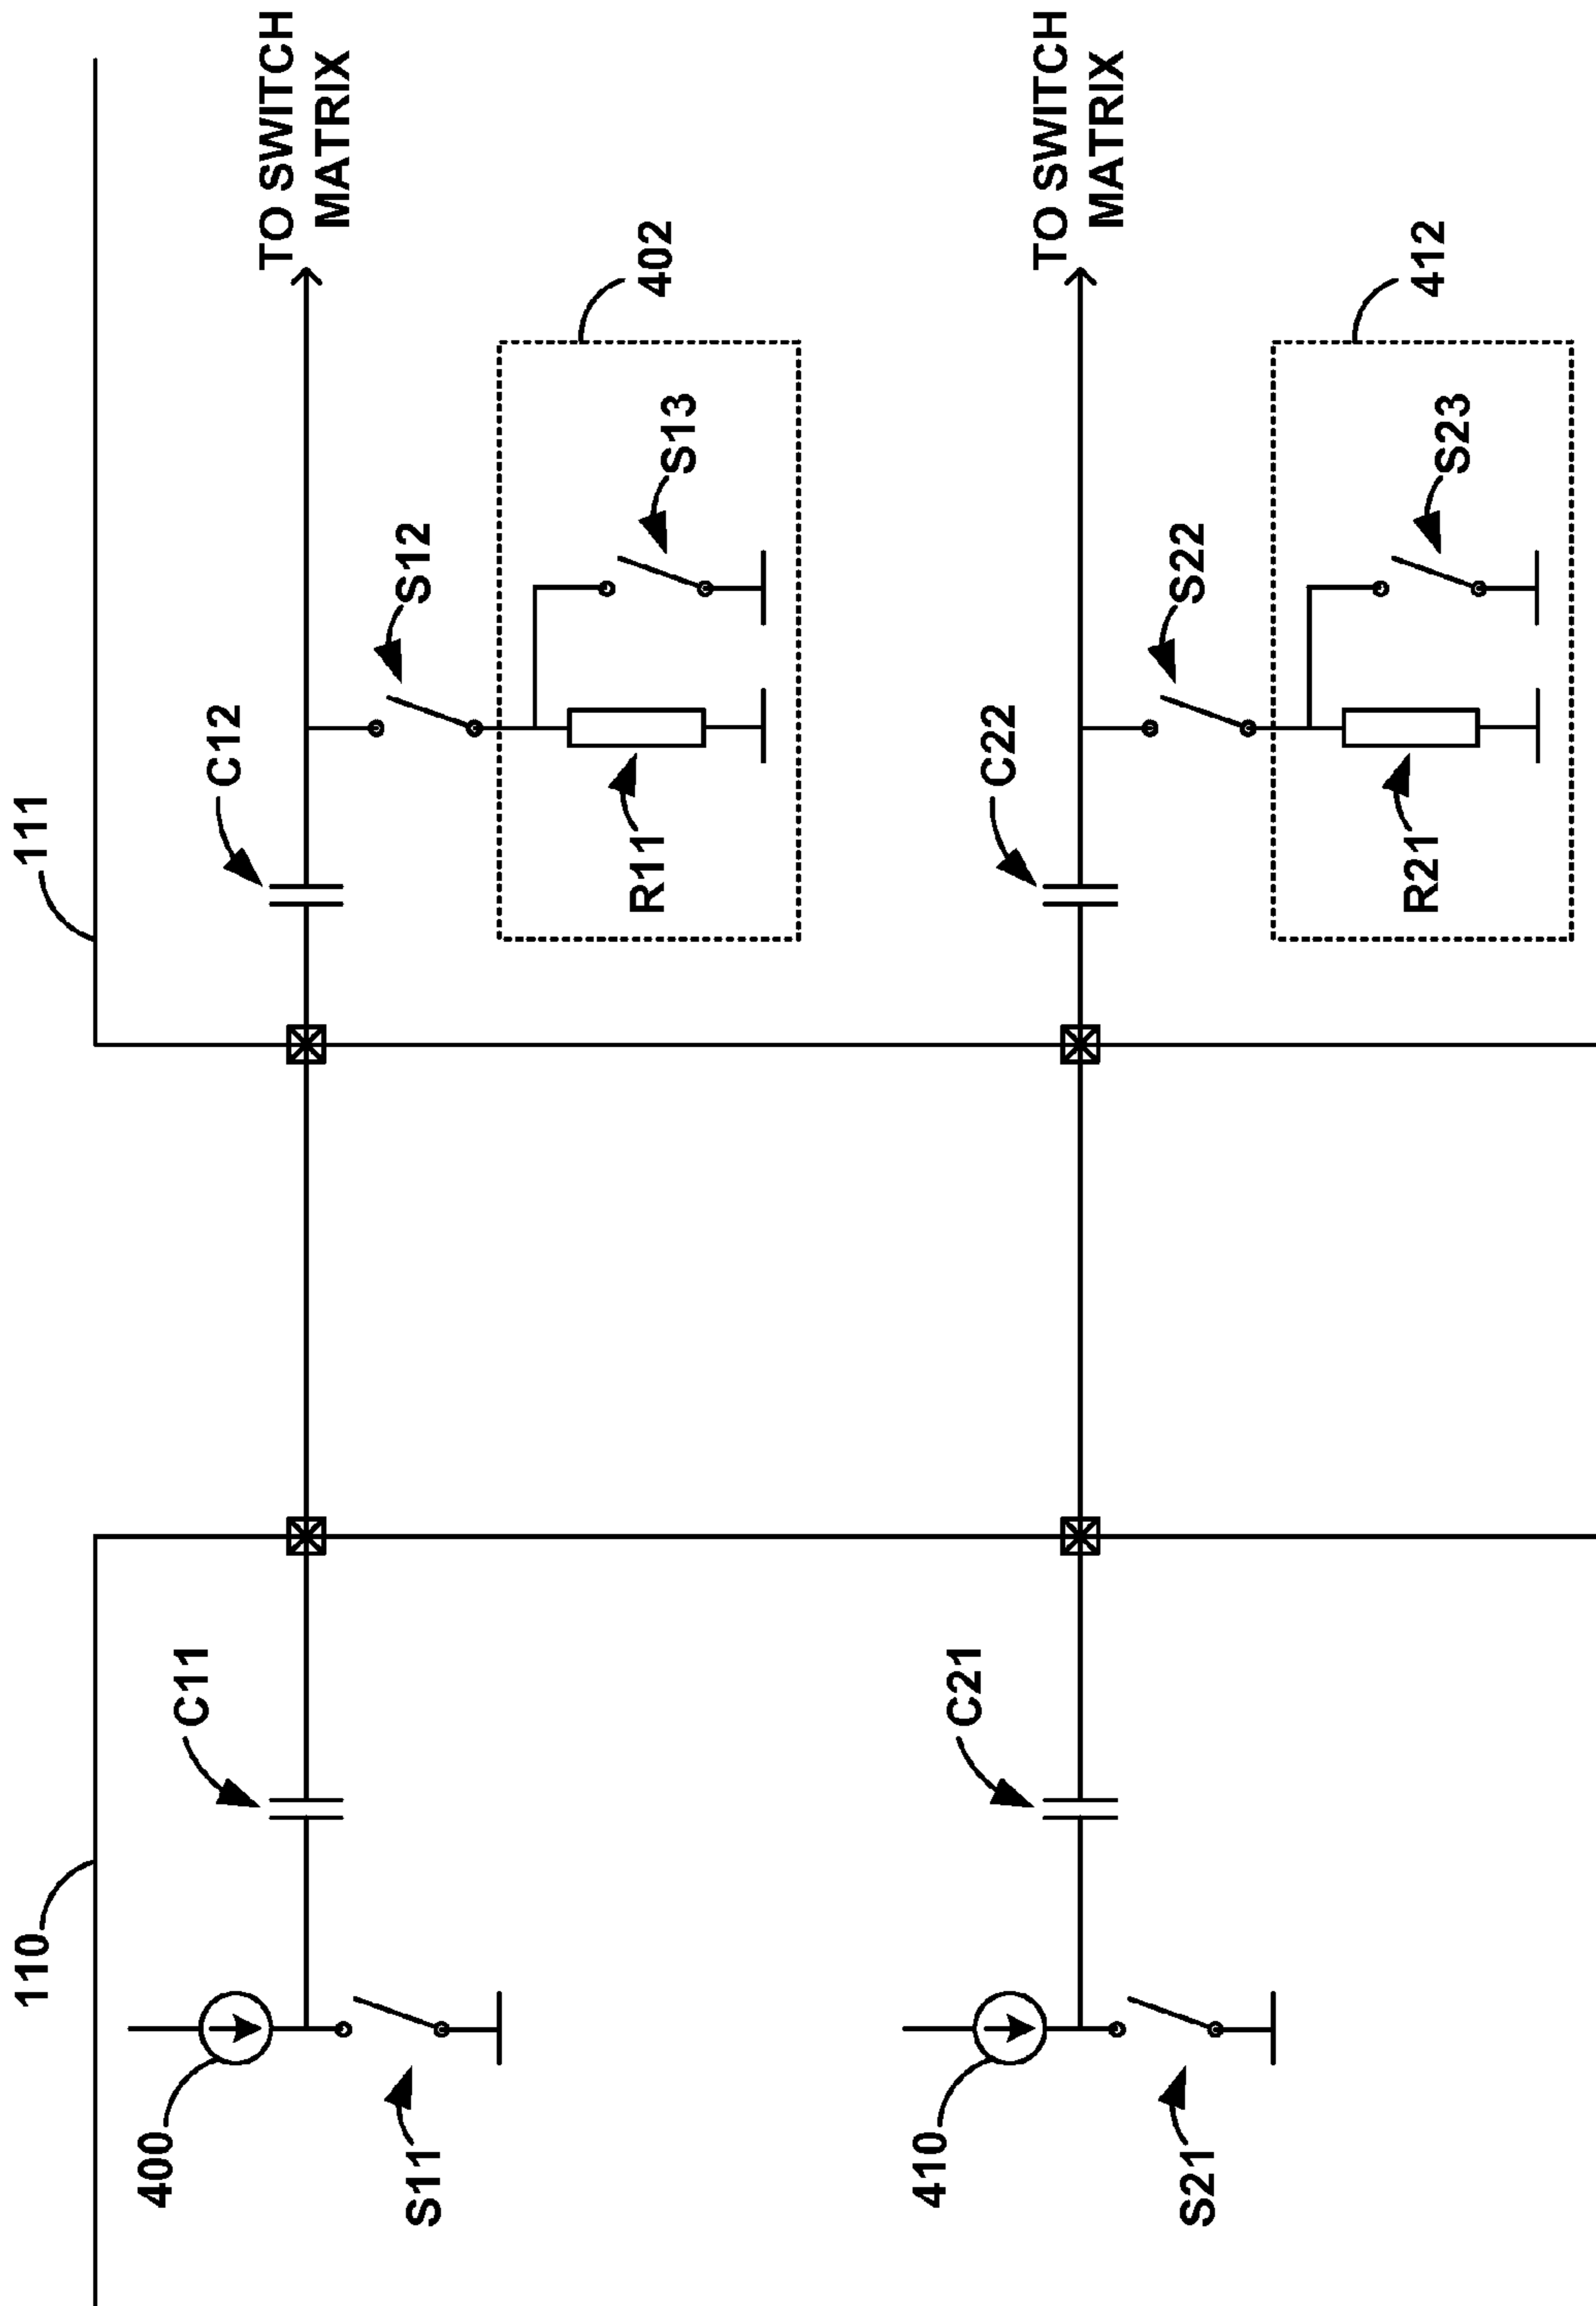 110
111
400
S11
C11
C12
TO SWITCH
MATRIX
S12
402
S13
R11
410
S21
C21
C22
TO SWITCH
MATRIX
S22
412
S23
R21